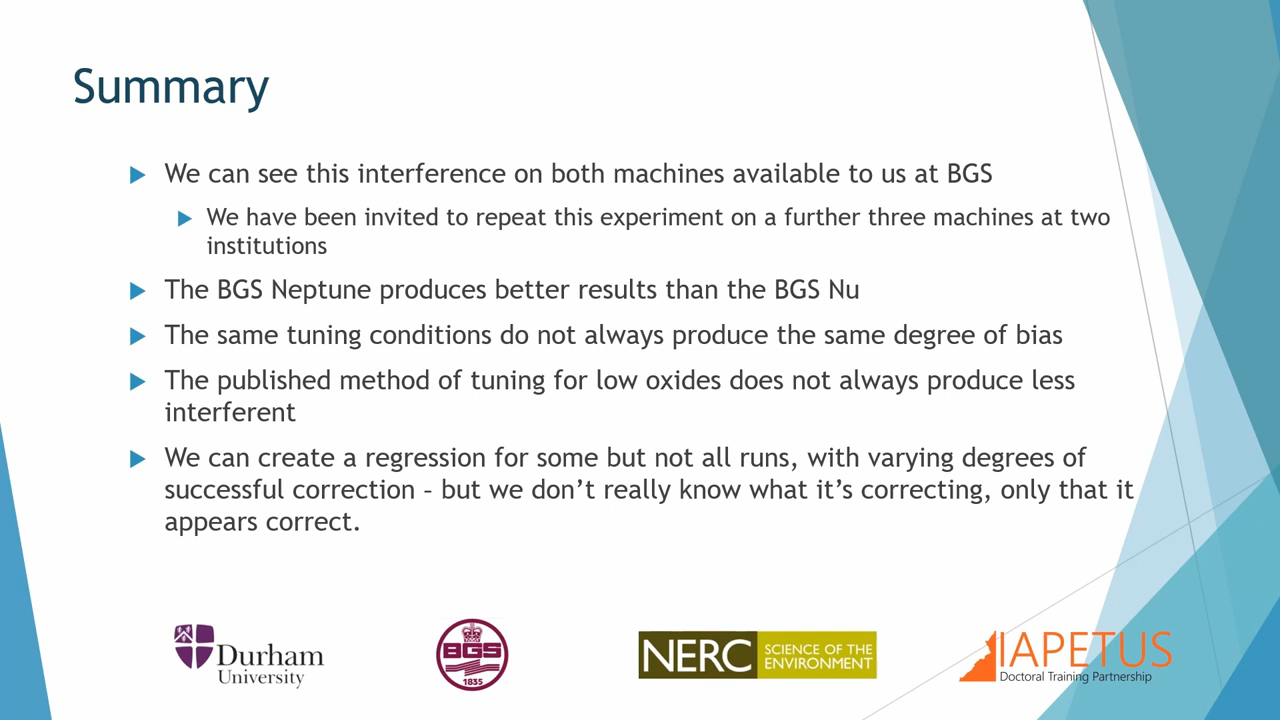 Summary
We can see this interference on both machines available to us at BGS
We have been invited to repeat this experiment on a further three machines at two
institutions
The BGS Neptune produces better results than the BGS Nu
The same tuning conditions do not always produce the same degree of bias
The published method of tuning for low oxides does not always produce less
interferent
We can create a regression for some but not all runs, with varying degrees of
successful correction – but we don't really know what it's correcting, only that it
appears correct.
Durham
University
BGS
1835
NERC
SCIENCE OF THE
ENVIRONMENT
IAPETUS
Doctoral Training Partnership